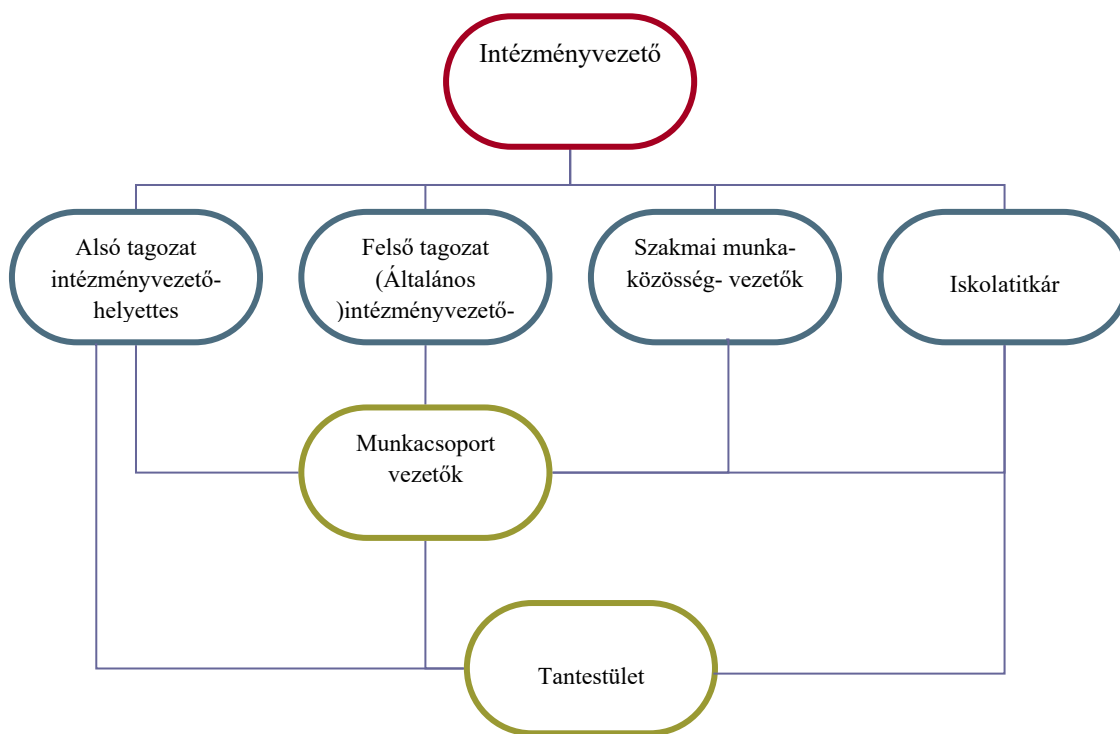 Intézményvezető
Alsó tagozat
intézményvezető-
helyettes
Felső tagozat
(Általános
)intézményvezető-
Szakmai munka-
közösség- vezetők
Iskolatitkár
Munkacsoport
vezetők
Tantestület